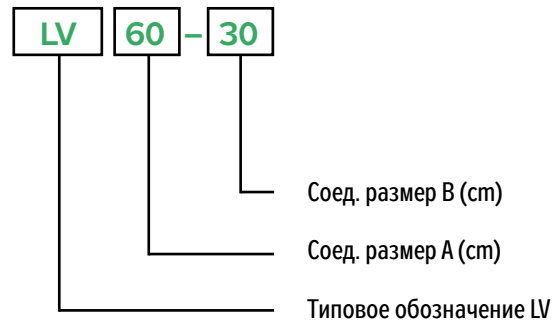 LV 60 – 30
Соед. размер B (cm)
Соед. размер A (cm)
Типовое обозначение LV